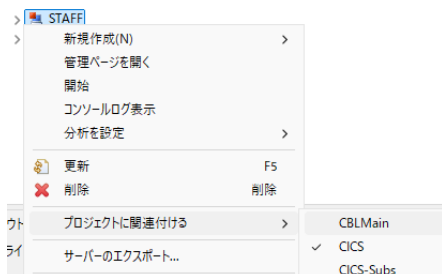 STAFF
新規作成(N)
管理ページを開く
開始
コンソールログ表示
分析を設定
更新 F5
削除 削除
プロジェクトに関連付ける
CBLMain
CICS
サーバーのエクスポート...
CICS-Subs